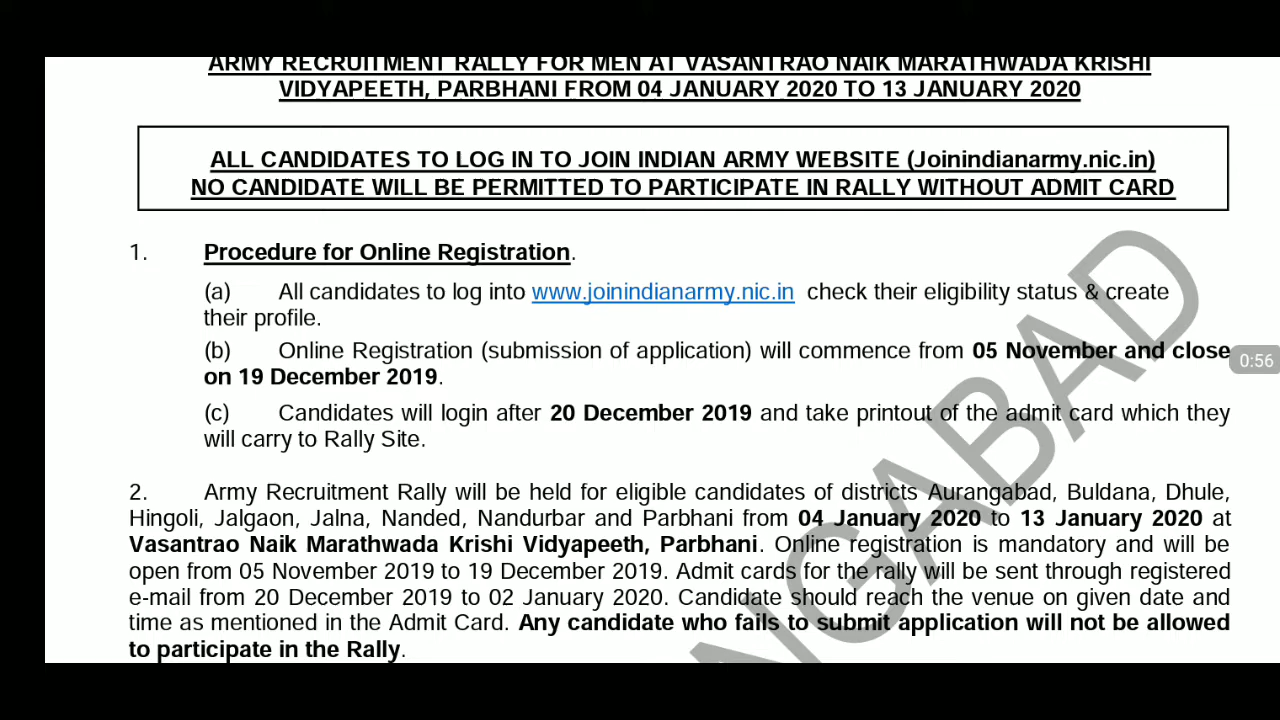 ARMY RECRUITMENT RALLY FOR MEN AT VASANTRAO NAIK MARATHWADA KRISHI
VIDYAPEETH, PARBHANI FROM 04 JANUARY 2020 TO 13 JANUARY 2020
ALL CANDIDATES TO LOG IN TO JOIN INDIAN ARMY WEBSITE (Joinindianarmy.nic.in)
NO CANDIDATE WILL BE PERMITTED TO PARTICIPATE IN RALLY WITHOUT ADMIT CARD
1. Procedure for Online Registration.
(a) All candidates to log into www.joinindianarmy.nic.in check their eligibility status & create
their profile.
(b) Online Registration (submission of application) will commence from 05 November and close
on 19 December 2019.
0:56
(c) Candidates will login after 20 December 2019 and take printout of the admit card which they
will carry to Rally Site.
2. Army Recruitment Rally will be held for eligible candidates of districts Aurangabad, Buldana, Dhule,
Hingoli, Jalgaon, Jalna, Nanded, Nandurbar and Parbhani from 04 January 2020 to 13 January 2020 at
Vasantrao Naik Marathwada Krishi Vidyapeeth, Parbhani. Online registration is mandatory and will be
open from 05 November 2019 to 19 December 2019. Admit cards for the rally will be sent through registered
e-mail from 20 December 2019 to 02 January 2020. Candidate should reach the venue on given date and
time as mentioned in the Admit Card. Any candidate who fails to submit application will not be allowed
to participate in the Rally.
NGABAD